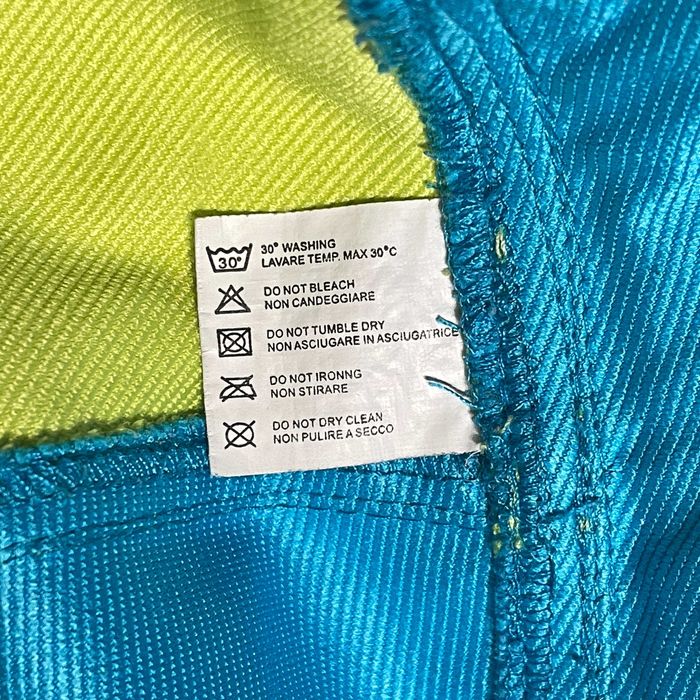 30°
30° WASHING
LAVARE TEMP. MAX 30°C
DO NOT BLEACH
NON CANDEGGIARE
DO NOT TUMBLE DRY
NON ASCIUGARE IN ASCIUGATRICE
DO NOT IRONNG
NON STIRARE
DO NOT DRY CLEAN
NON PULIRE A SECCO